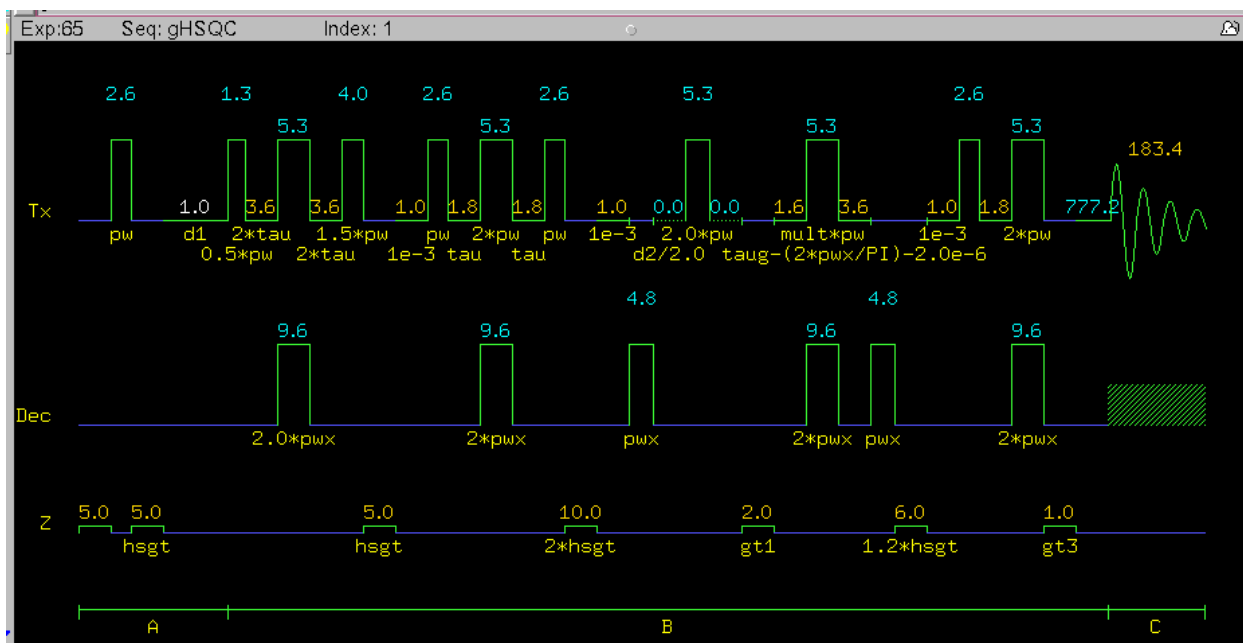 Exp:65 Seq: gHSQC Index: 1
2.6 1.3 4.0 2.6 2.6 5.3 2.6
5.3 5.3 5.3 5.3
183.4
Tx 1.0 3.6 3.6 1.0 1.8 1.8 1.0 0.0 0.0 1.6 3.6 1.0 1.8 777.2
pw d1 2*tau 1.5*pw pw 2*pw pw 1e-3 2.0*pw mult*pw 1e-3 2*pw
0.5*pw 2*tau 1e-3 tau tau d2/2.0 taug-(2*pwx/PI)-2.0e-6
4.8 4.8
9.6 9.6 9.6 9.6
Dec
2.0*pwx 2*pwx pwx 2*pwx pwx 2*pwx
Z 5.0 5.0 5.0 10.0 2.0 6.0 1.0
hsgt hsgt 2*hsgt gt1 1.2*hsgt gt3
A B C